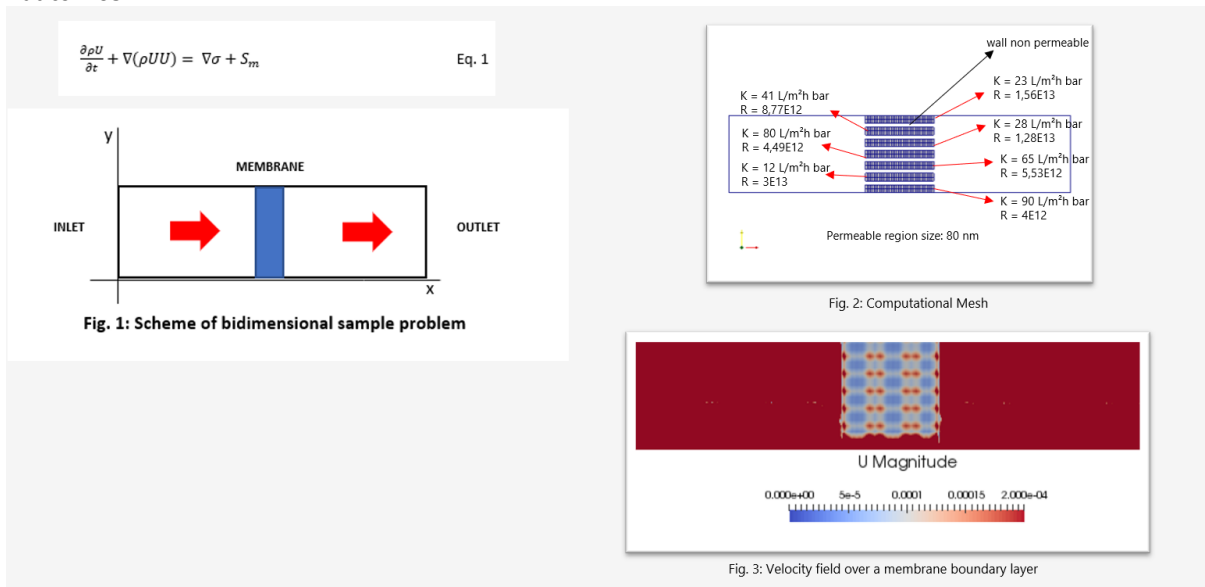 ∂ρU/∂t + ∇(ρUU) = ∇σ + S_m
Eq. 1
y
MEMBRANE
INLET
OUTLET
x
Fig. 1: Scheme of bidimensional sample problem
wall non permeable
K = 23 L/m²h bar
R = 1,56E13
K = 41 L/m²h bar
R = 8,77E12
K = 28 L/m²h bar
R = 1,28E13
K = 80 L/m²h bar
R = 4,49E12
K = 65 L/m²h bar
R = 5,53E12
K = 12 L/m²h bar
R = 3E13
K = 90 L/m²h bar
R = 4E12
Permeable region size: 80 nm
Fig. 2: Computational Mesh
U Magnitude
0.000e+00 5e-5 0.0001 0.00015 2.000e-04
Fig. 3: Velocity field over a membrane boundary layer